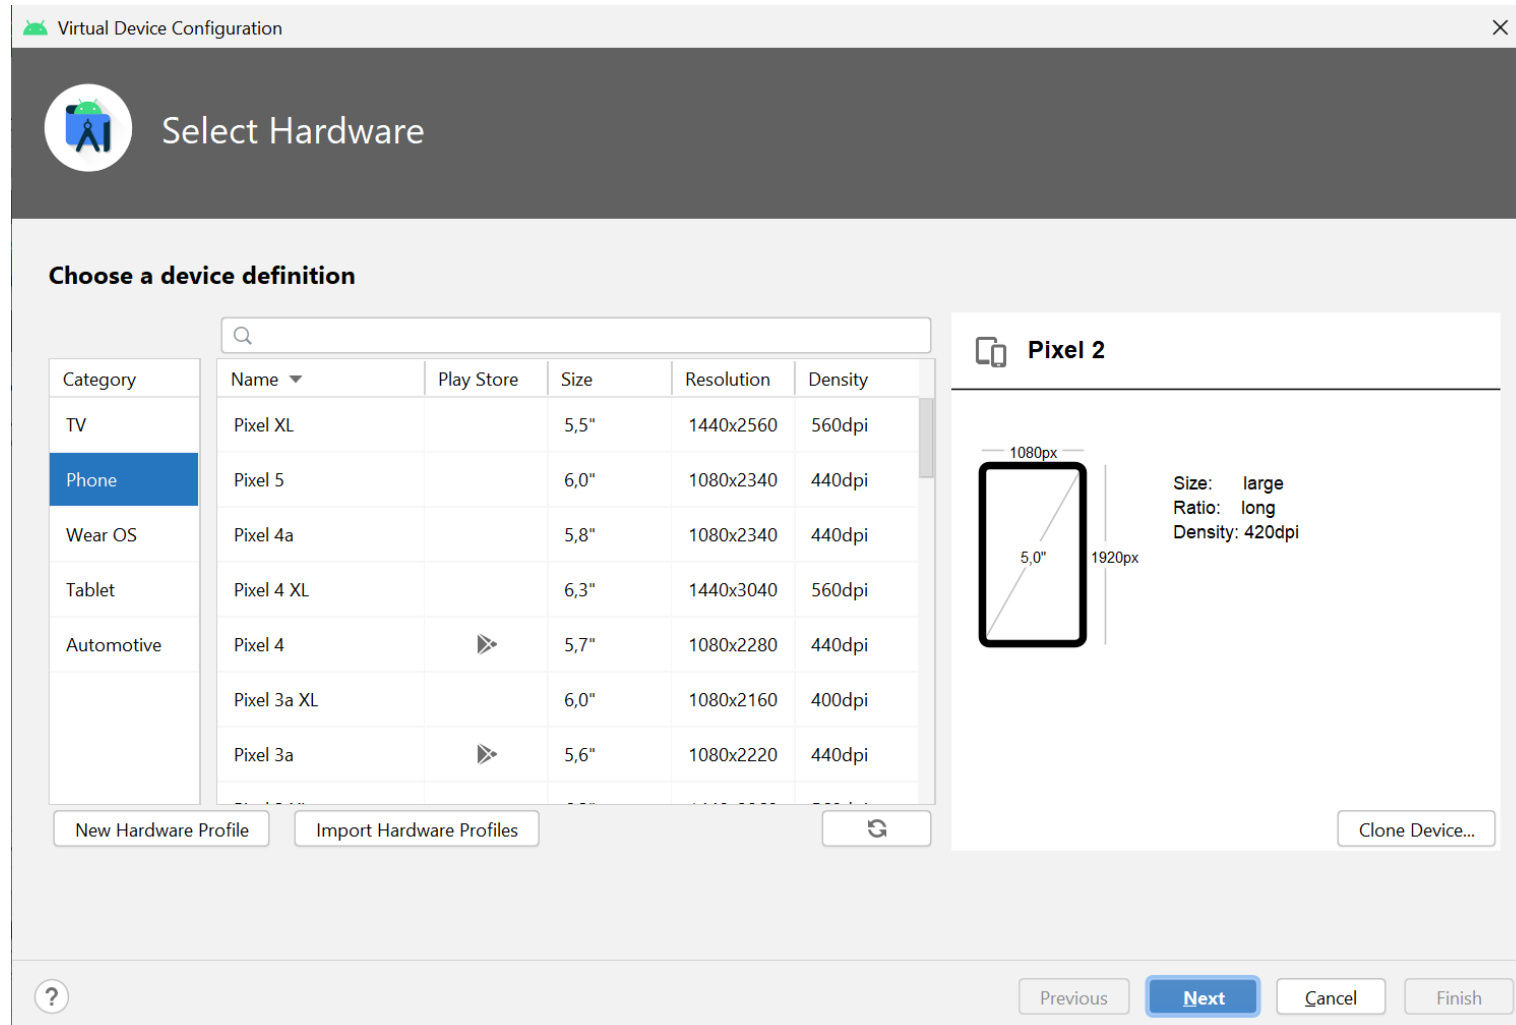 Virtual Device Configuration
Select Hardware
Choose a device definition
Category
TV
Phone
Wear OS
Tablet
Automotive
Name Play Store Size Resolution Density
Pixel XL 5,5" 1440x2560 560dpi
Pixel 5 6,0" 1080x2340 440dpi
Pixel 4a 5,8" 1080x2340 440dpi
Pixel 4 XL 6,3" 1440x3040 560dpi
Pixel 4 5,7" 1080x2280 440dpi
Pixel 3a XL 6,0" 1080x2160 400dpi
Pixel 3a 5,6" 1080x2220 440dpi
New Hardware Profile
Import Hardware Profiles
Pixel 2
1080px
5,0"
1920px
Size: large
Ratio: long
Density: 420dpi
Clone Device...
?
Previous
Next
Cancel
Finish